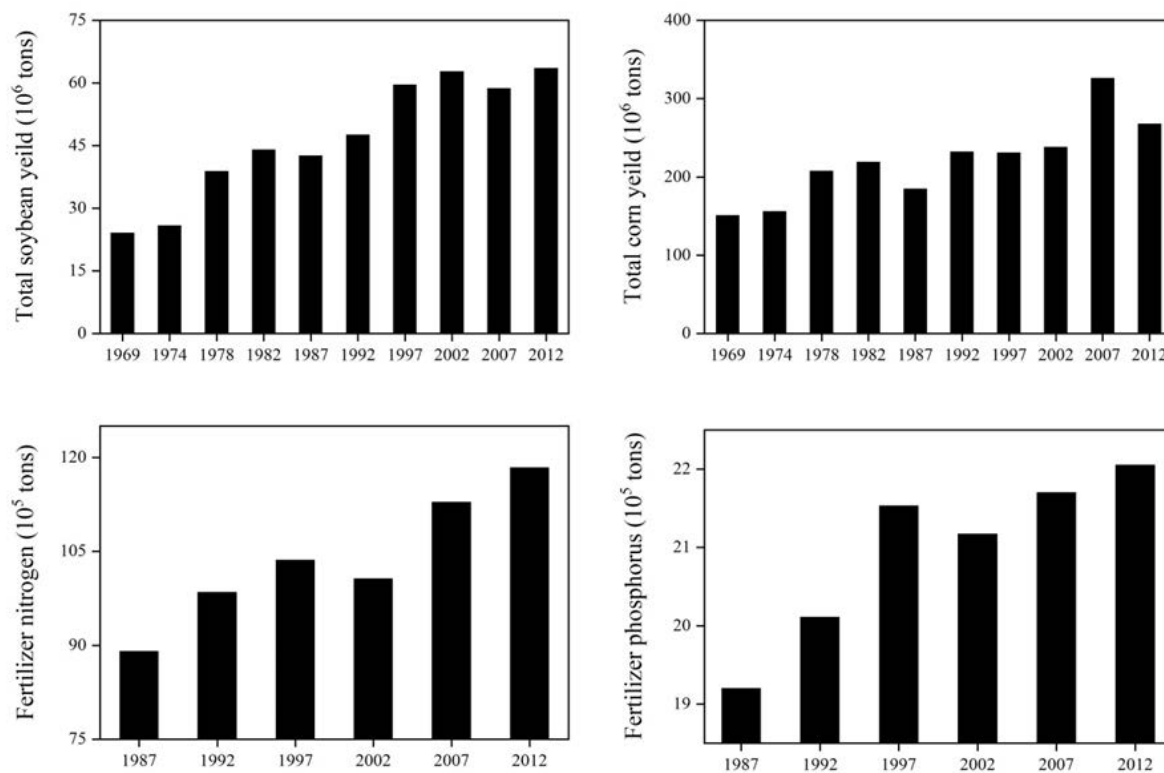 Total soybean yeild (10⁶ tons)
75
60
45
30
15
0
1969 1974 1978 1982 1987 1992 1997 2002 2007 2012
Total corn yeild (10⁶ tons)
400
300
200
100
0
1969 1974 1978 1982 1987 1992 1997 2002 2007 2012
Fertilizer nitrogen (10⁵ tons)
120
105
90
75
1987 1992 1997 2002 2007 2012
Fertilizer phosphorus (10⁵ tons)
22
21
20
19
1987 1992 1997 2002 2007 2012